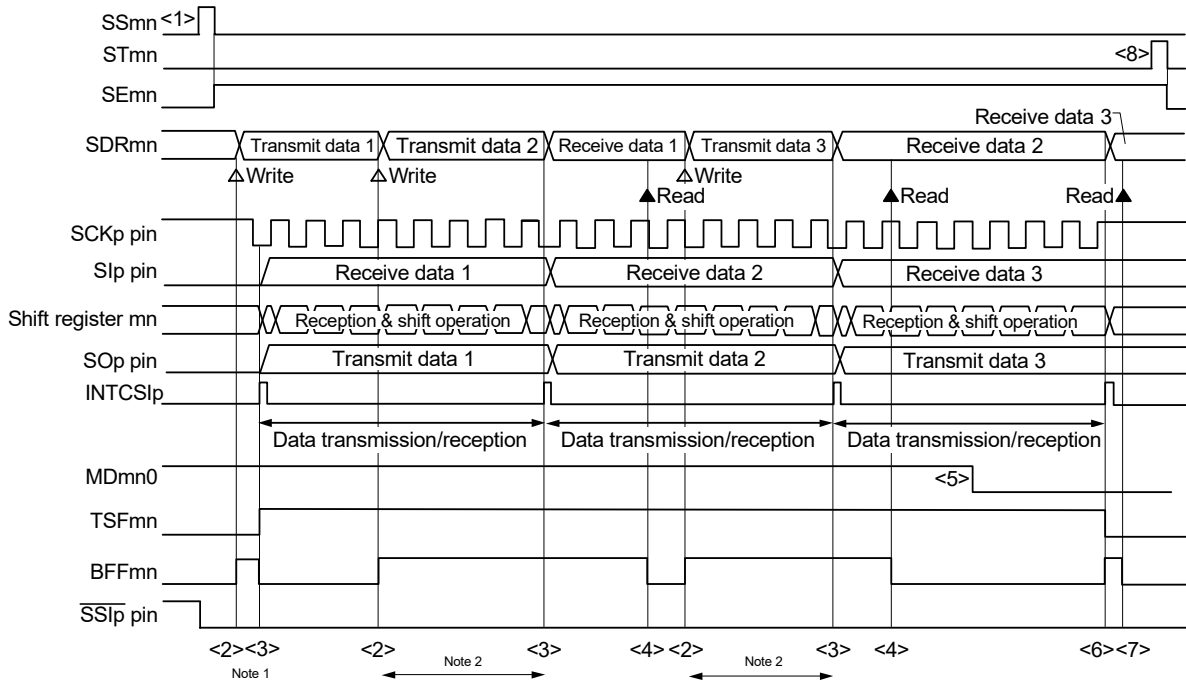 SSmn <1>
STmn <8>
SEmn
Receive data 3
SDRmn Transmit data 1 Transmit data 2 Receive data 1 Transmit data 3 Receive data 2
Write Write Write
Read Read Read
SCKp pin
SIp pin Receive data 1 Receive data 2 Receive data 3
Shift register mn Reception & shift operation Reception & shift operation Reception & shift operation
SOp pin Transmit data 1 Transmit data 2 Transmit data 3
INTCSIp
Data transmission/reception Data transmission/reception Data transmission/reception
MDmn0 <5>
TSFmn
BFFmn
SSIp pin
<2><3> <2> <3> <4><2> <3> <4> <6><7>
Note 1 Note 2 Note 2